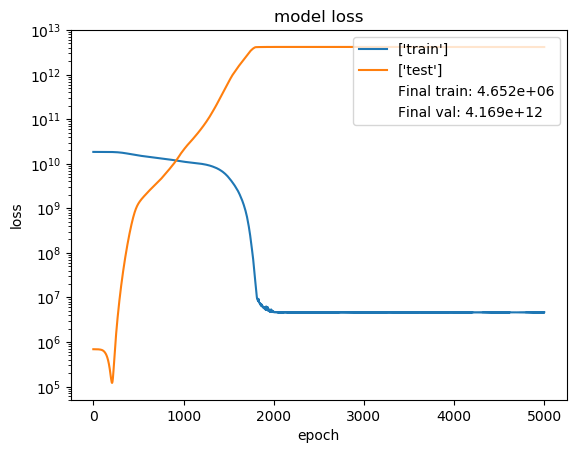 model loss
['train']
['test']
Final train: 4.652e+06
Final val: 4.169e+12
loss
10^13
10^12
10^11
10^10
10^9
10^8
10^7
10^6
10^5
0 1000 2000 3000 4000 5000
epoch